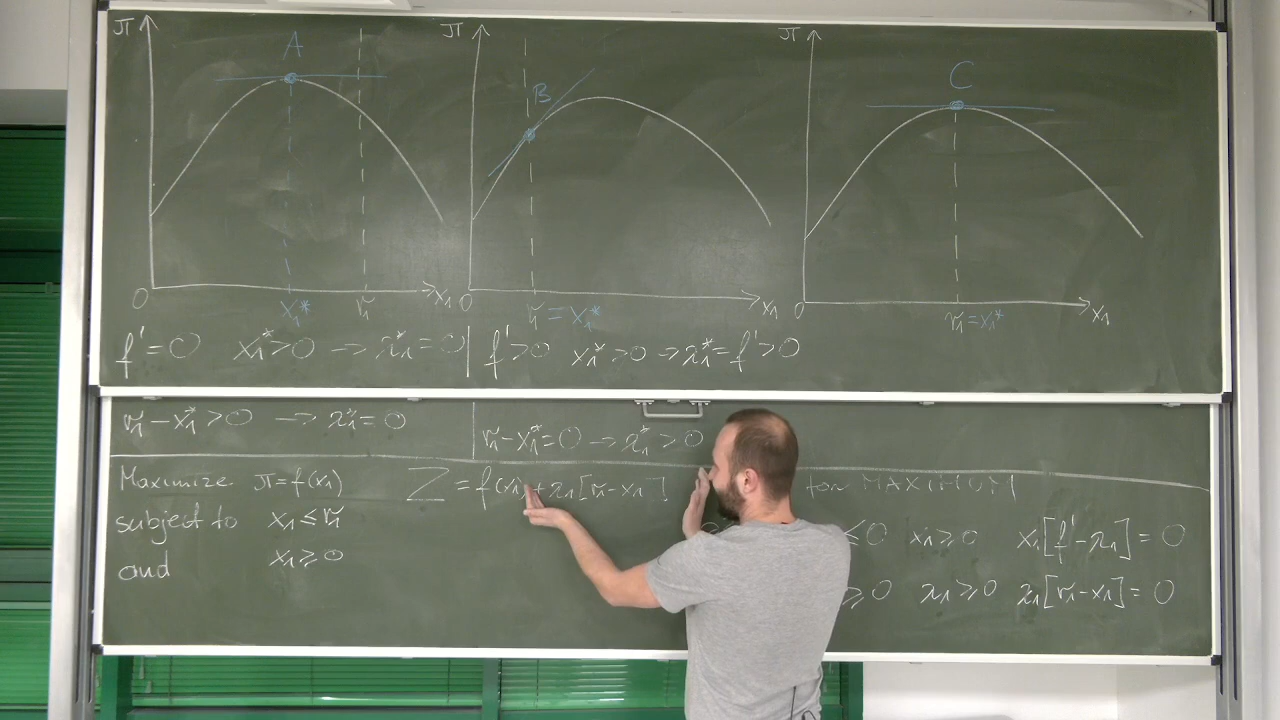 π A
π B
π C
0 x₁* r₁ x₁
0 r₁=x₁* x₁
0 r₁=x₁* x₁
f'=0 x₁*>0 → λ₁*=0
f'>0 x₁*>0 → λ₁*=f'>0
r₁-x₁*>0 → λ₁*=0
r₁-x₁*=0 → λ₁*>0
Maximize π=f(x₁)
subject to x₁≤r₁
and x₁≥0
Z=f(x₁)+λ₁[r₁-x₁]
for MAXIMUM
≤0 x₁≥0 x₁[f'-λ₁]=0
≥0 λ₁≥0 λ₁[r₁-x₁]=0